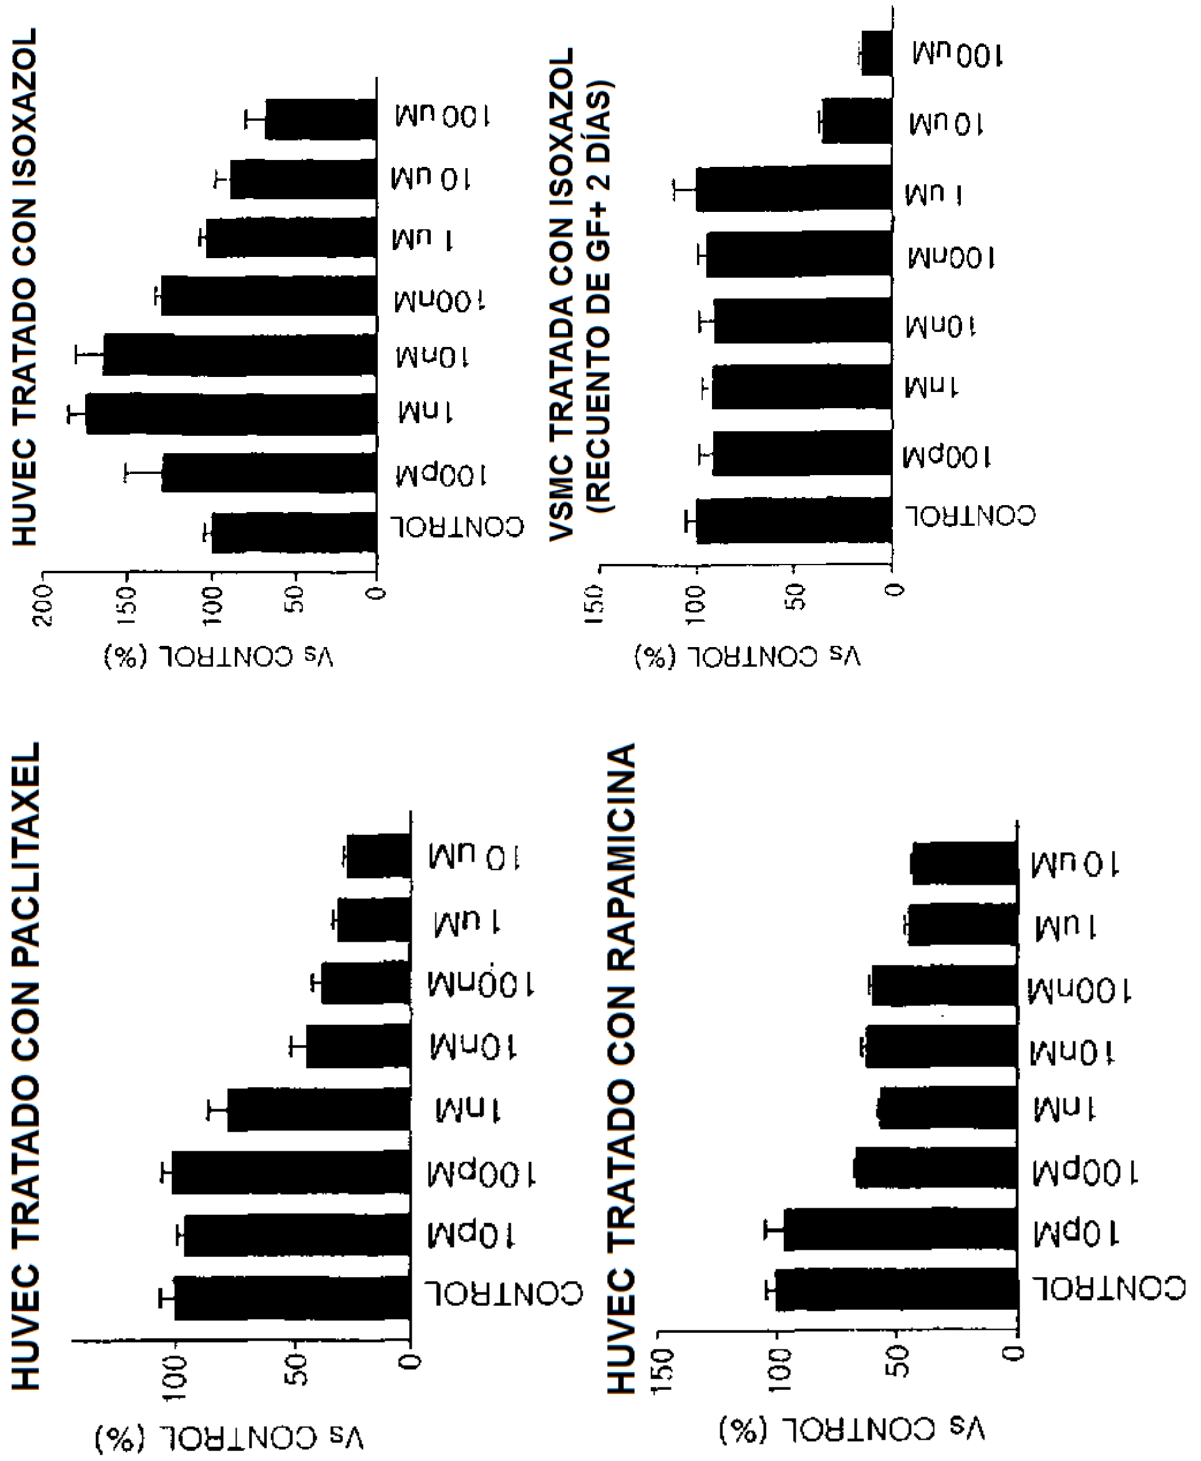 HUVEC TRATADO CON PACLITAXEL
Vs CONTROL (%)
100
50
0
CONTROL
10pM
100pM
1nM
10nM
100nM
1 uM
10 uM
HUVEC TRATADO CON ISOXAZOL
Vs CONTROL (%)
200
150
100
50
0
CONTROL
100pM
1nM
10nM
100nM
1 uM
10 uM
100 uM
HUVEC TRATADO CON RAPAMICINA
Vs CONTROL (%)
150
100
50
0
CONTROL
10pM
100pM
1nM
10nM
100nM
1uM
10 uM
VSMC TRATADA CON ISOXAZOL
(RECUENTO DE GF+ 2 DÍAS)
Vs CONTROL (%)
150
100
50
0
CONTROL
100pM
1nM
10nM
100nM
1 uM
10uM
100uM